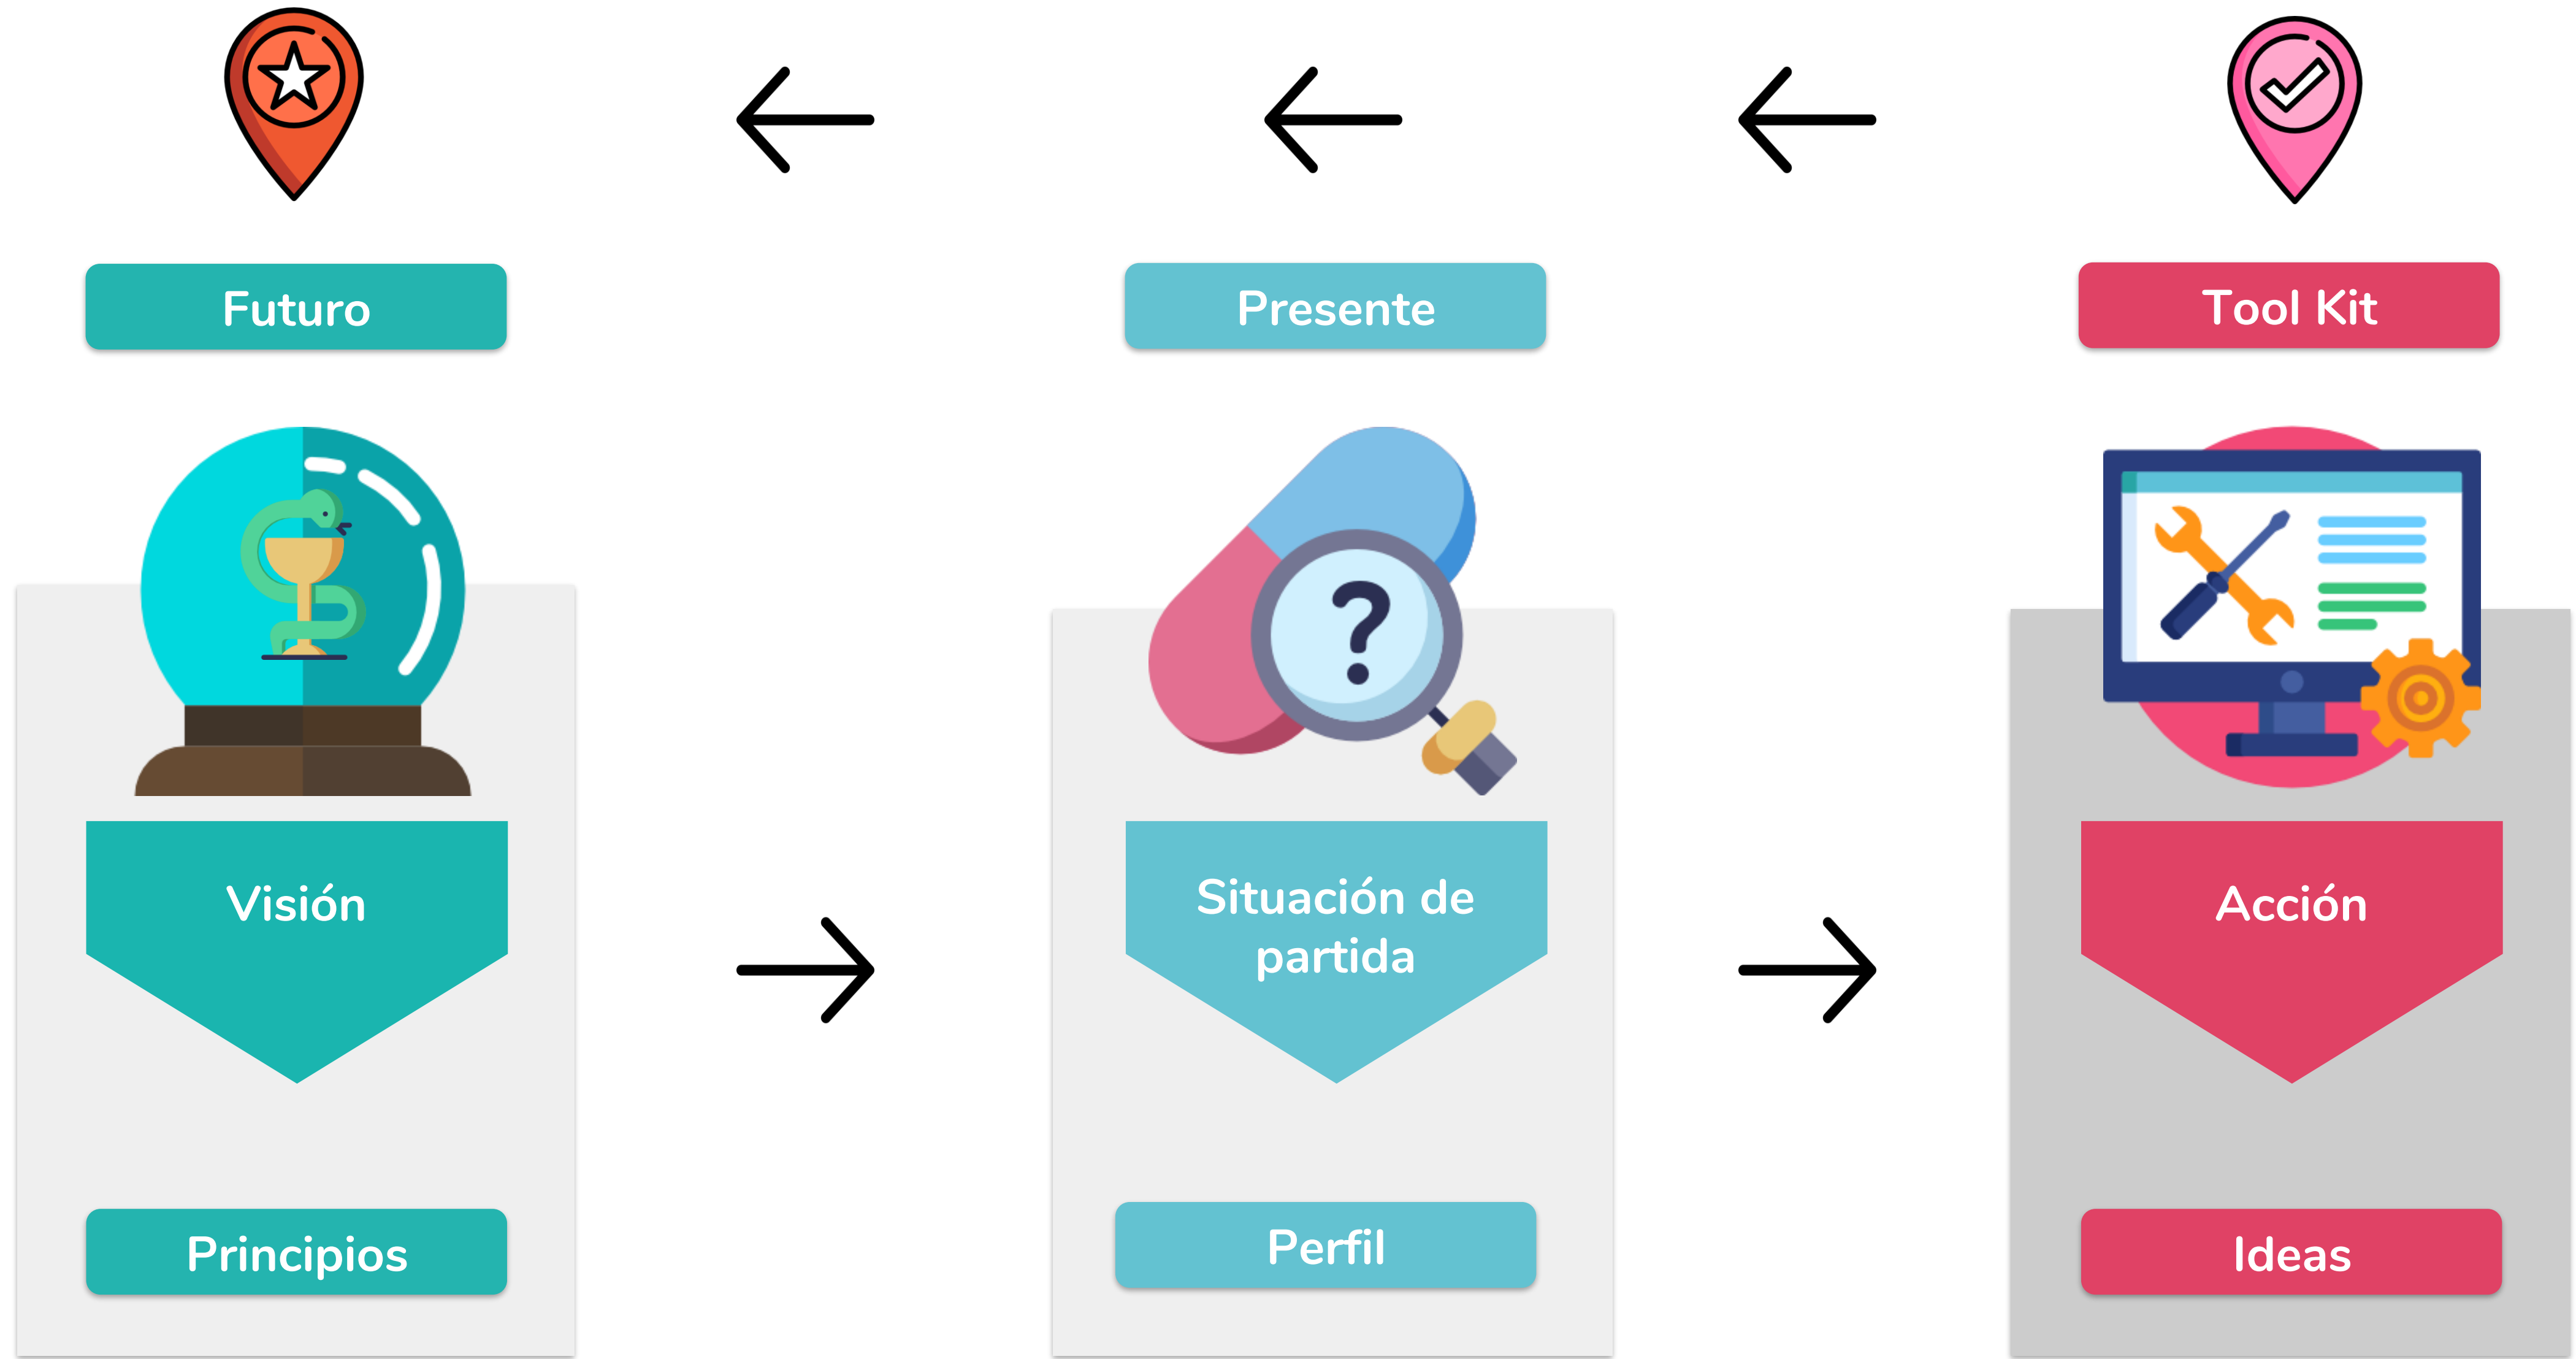 Futuro
Presente
Tool Kit
?
Visión
Situación de
partida
Acción
Principios
Perfil
Ideas